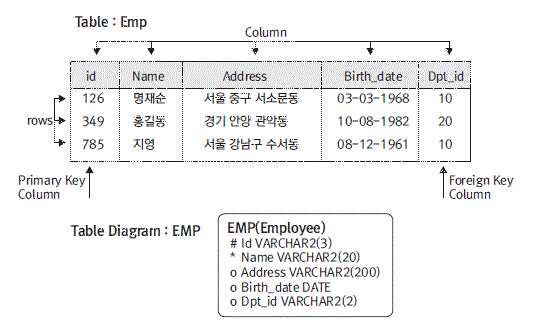 Table : Emp
Column
id Name Address Birth_date Dpt_id
126 명재순 서울 중구 서소문동 03-03-1968 10
rows 349 홍길동 경기 안양 관악동 10-08-1982 20
785 지영 서울 강남구 수서동 08-12-1961 10
Primary Key Column
Foreign Key Column
Table Diagram : EMP
EMP(Employee)
# Id VARCHAR2(3)
* Name VARCHAR2(20)
o Address VARCHAR2(200)
o Birth_date DATE
o Dpt_id VARCHAR2(2)